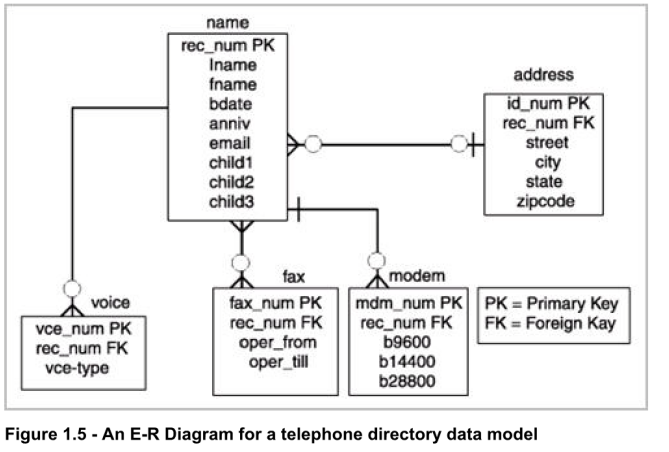 name
rec_num PK
lname
fname
bdate
anniv
email
child1
child2
child3
address
id_num PK
rec_num FK
street
city
state
zipcode
voice
vce_num PK
rec_num FK
vce-type
fax
fax_num PK
rec_num FK
oper_from
oper_till
modem
mdm_num PK
rec_num FK
b9600
b14400
b28800
PK = Primary Key
FK = Foreign Kay
Figure 1.5 - An E-R Diagram for a telephone directory data model